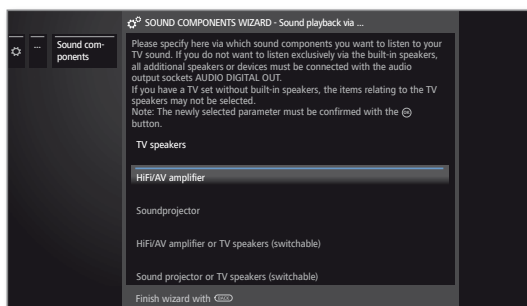 SOUND COMPONENTS WIZARD - Sound playback via ...
...
Sound com-
ponents
Please specify here via which sound components you want to listen to your
TV sound. If you do not want to listen exclusively via the built-in speakers,
all additional speakers or devices must be connected with the audio
output sockets AUDIO DIGITAL OUT.
If you have a TV set without built-in speakers, the items relating to the TV
speakers may not be selected.
Note: The newly selected parameter must be confirmed with the OK
button.
TV speakers
HiFi/AV amplifier
Soundprojector
HiFi/AV amplifier or TV speakers (switchable)
Sound projector or TV speakers (switchable)
Finish wizard with BACK